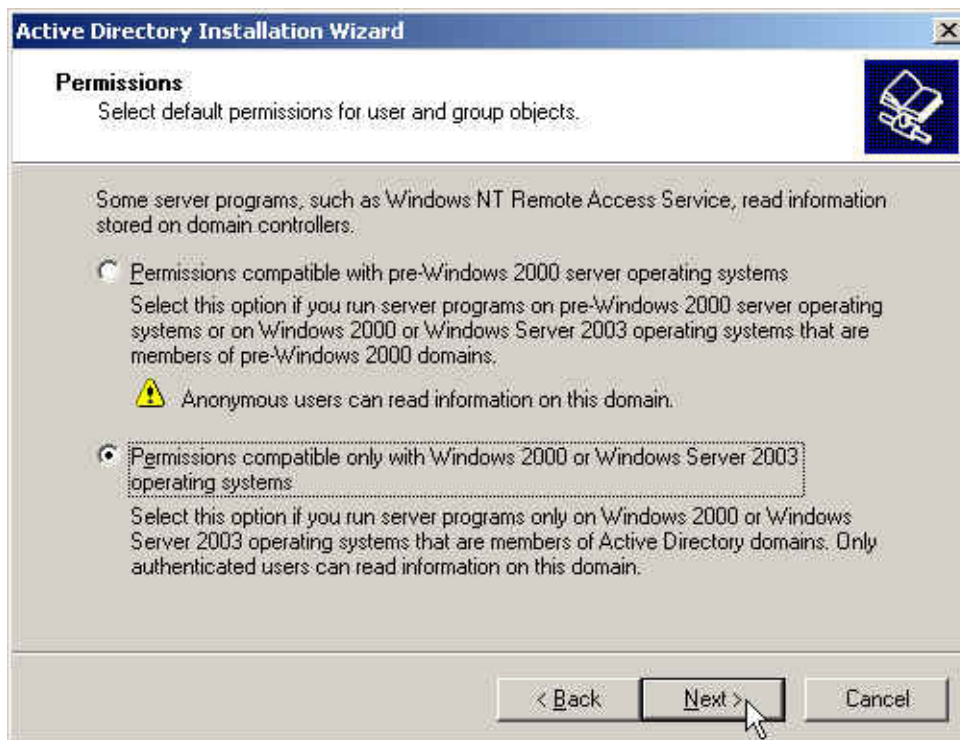 Active Directory Installation Wizard
Permissions
Select default permissions for user and group objects.
Some server programs, such as Windows NT Remote Access Service, read information
stored on domain controllers.
Permissions compatible with pre-Windows 2000 server operating systems
Select this option if you run server programs on pre-Windows 2000 server operating
systems or on Windows 2000 or Windows Server 2003 operating systems that are
members of pre-Windows 2000 domains.
Anonymous users can read information on this domain.
Permissions compatible only with Windows 2000 or Windows Server 2003
operating systems
Select this option if you run server programs only on Windows 2000 or Windows
Server 2003 operating systems that are members of Active Directory domains. Only
authenticated users can read information on this domain.
< Back Next > Cancel